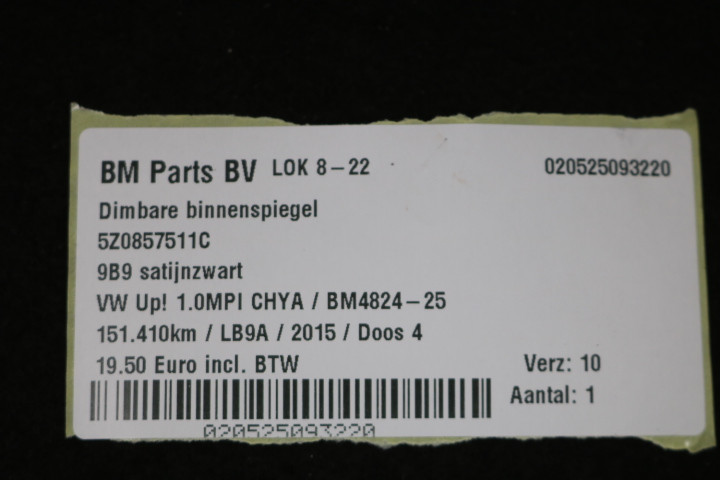 BM Parts BV LOK 8-22 020525093220
Dimbare binnenspiegel
5Z0857511C
9B9 satijnzwart
VW Up! 1.0MPI CHYA / BM4824-25
151.410km / LB9A / 2015 / Doos 4
19.50 Euro incl. BTW Verz: 10
Aantal: 1
020525093220